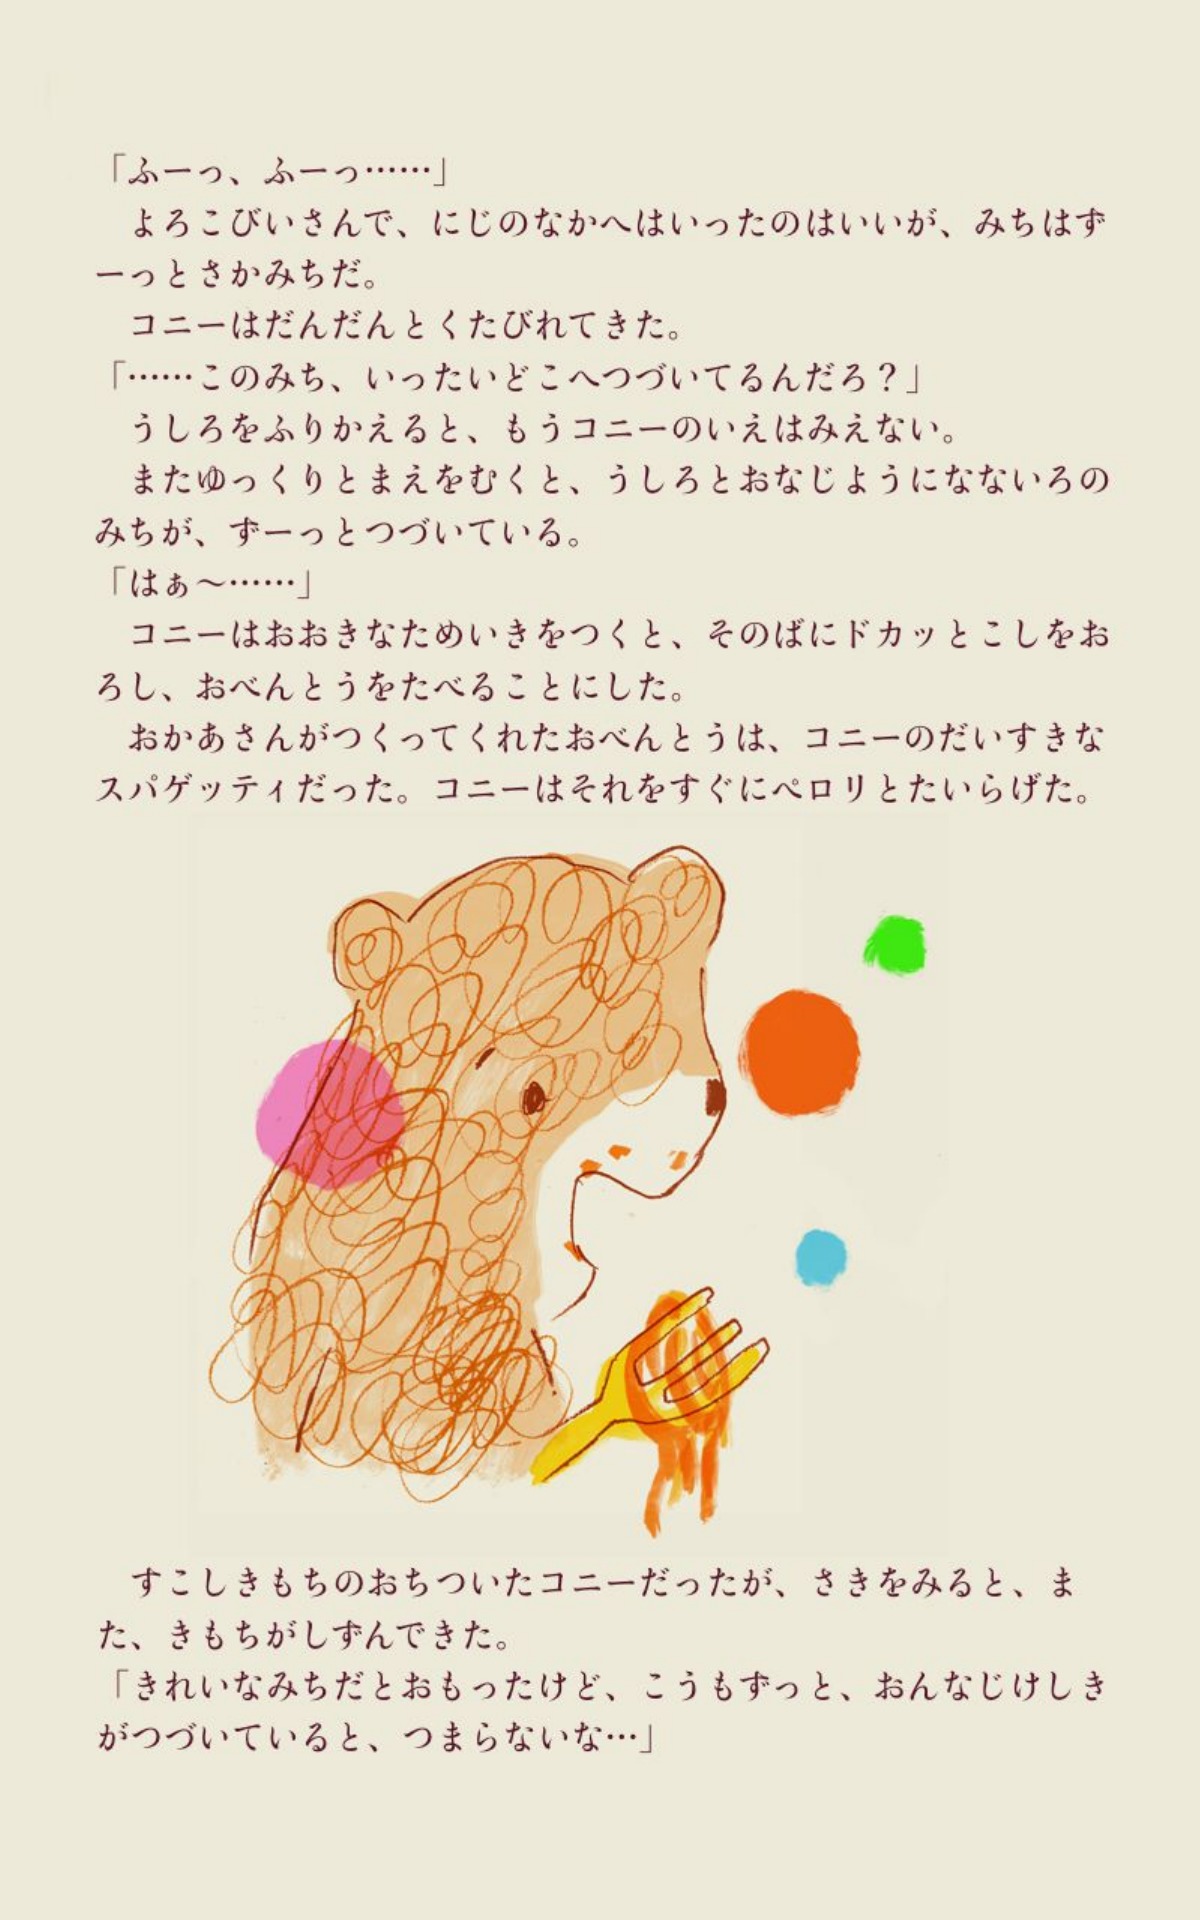 「ふーっ、ふーっ……」
　よろこびいさんで、にじのなかへはいったのはいいが、みちはず
ーっとさかみちだ。
　コニーはだんだんとくたびれてきた。
「……このみち、いったいどこへつづいてるんだろ？」
　うしろをふりかえると、もうコニーのいえはみえない。
　またゆっくりとまえをむくと、うしろとおなじようになないろの
みちが、ずーっとつづいている。
「はぁ～……」
　コニーはおおきなためいきをつくと、そのばにドカッとこしをお
ろし、おべんとうをたべることにした。
　おかあさんがつくってくれたおべんとうは、コニーのだいすきな
スパゲッティだった。コニーはそれをすぐにペロリとたいらげた。
　すこしきもちのおちついたコニーだったが、さきをみると、ま
た、きもちがしずんできた。
「きれいなみちだとおもったけど、こうもずっと、おんなじけしき
がつづいていると、つまらないな…」